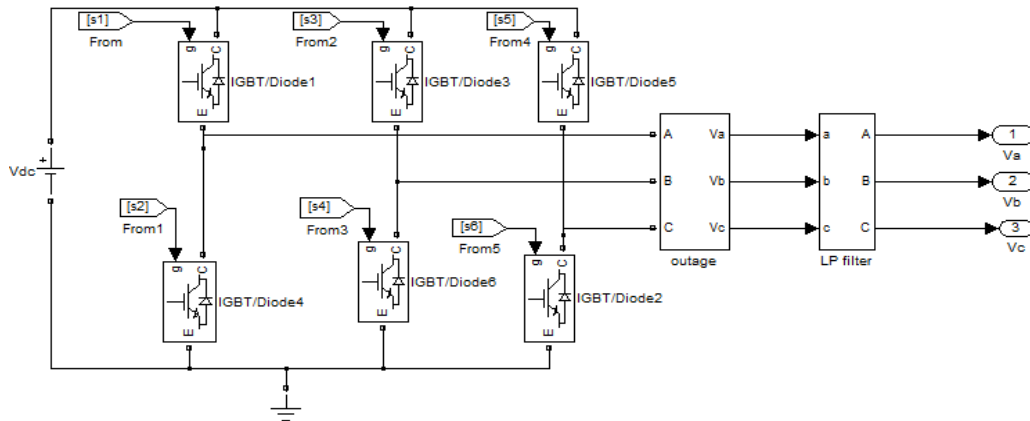 [s1] [s3] [s5]
From From2 From4
g C g C g C
IGBT/Diode1 IGBT/Diode3 IGBT/Diode5
E E E
A Va a A 1
Va
+
Vdc
B Vb b B 2
Vb
[s2] [s4] [s6]
From1 From3 From5
C Vc c C 3
Vc
g C g C g C
outage LP filter
IGBT/Diode4 IGBT/Diode6 IGBT/Diode2
E E E